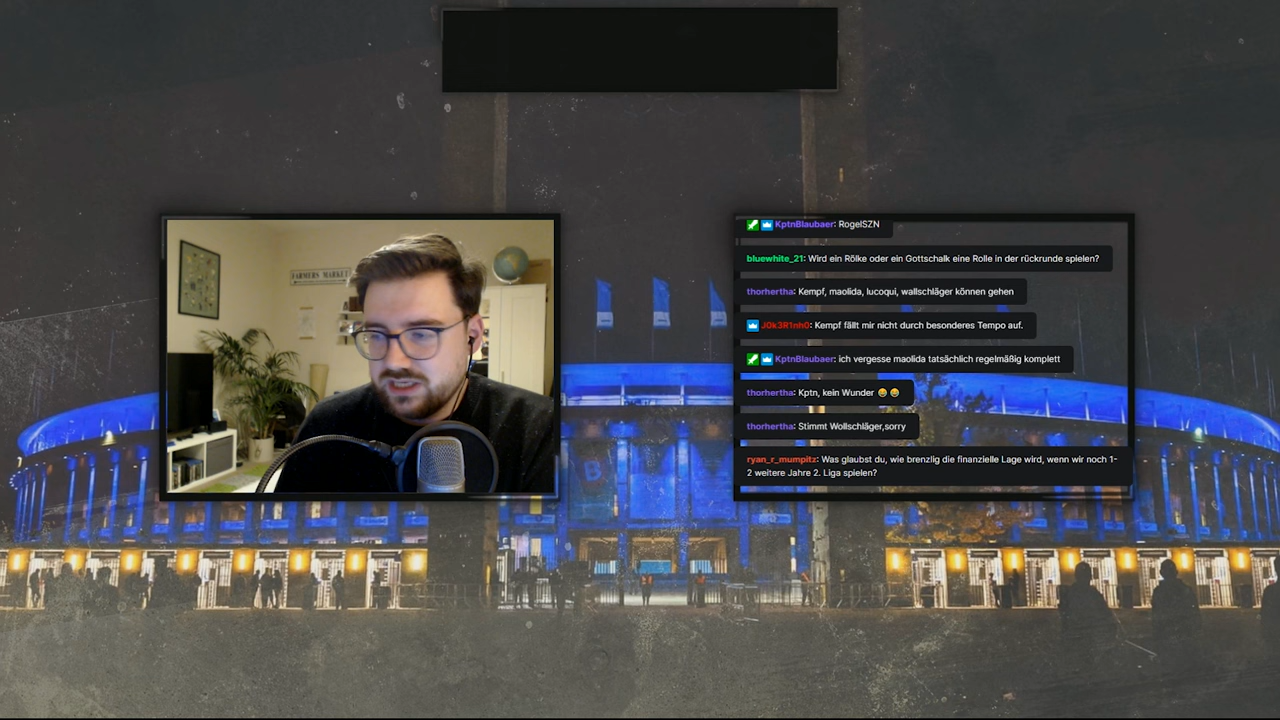 FARMERS MARKET
KptnBlaubaer: RogelSZN
bluewhite_21: Wird ein Rölke oder ein Gottschalk eine Rolle in der rückrunde spielen?
thorhertha: Kempf, maolida, lucoqui, wallschläger können gehen
J0k3R1nh0: Kempf fällt mir nicht durch besonderes Tempo auf.
KptnBlaubaer: ich vergesse maolida tatsächlich regelmäßig komplett
thorhertha: Kptn, kein Wunder 😅 😅
thorhertha: Stimmt Wollschläger,sorry
ryan_r_mumpitz: Was glaubst du, wie brenzlig die finanzielle Lage wird, wenn wir noch 1-
2 weitere Jahre 2. Liga spielen?